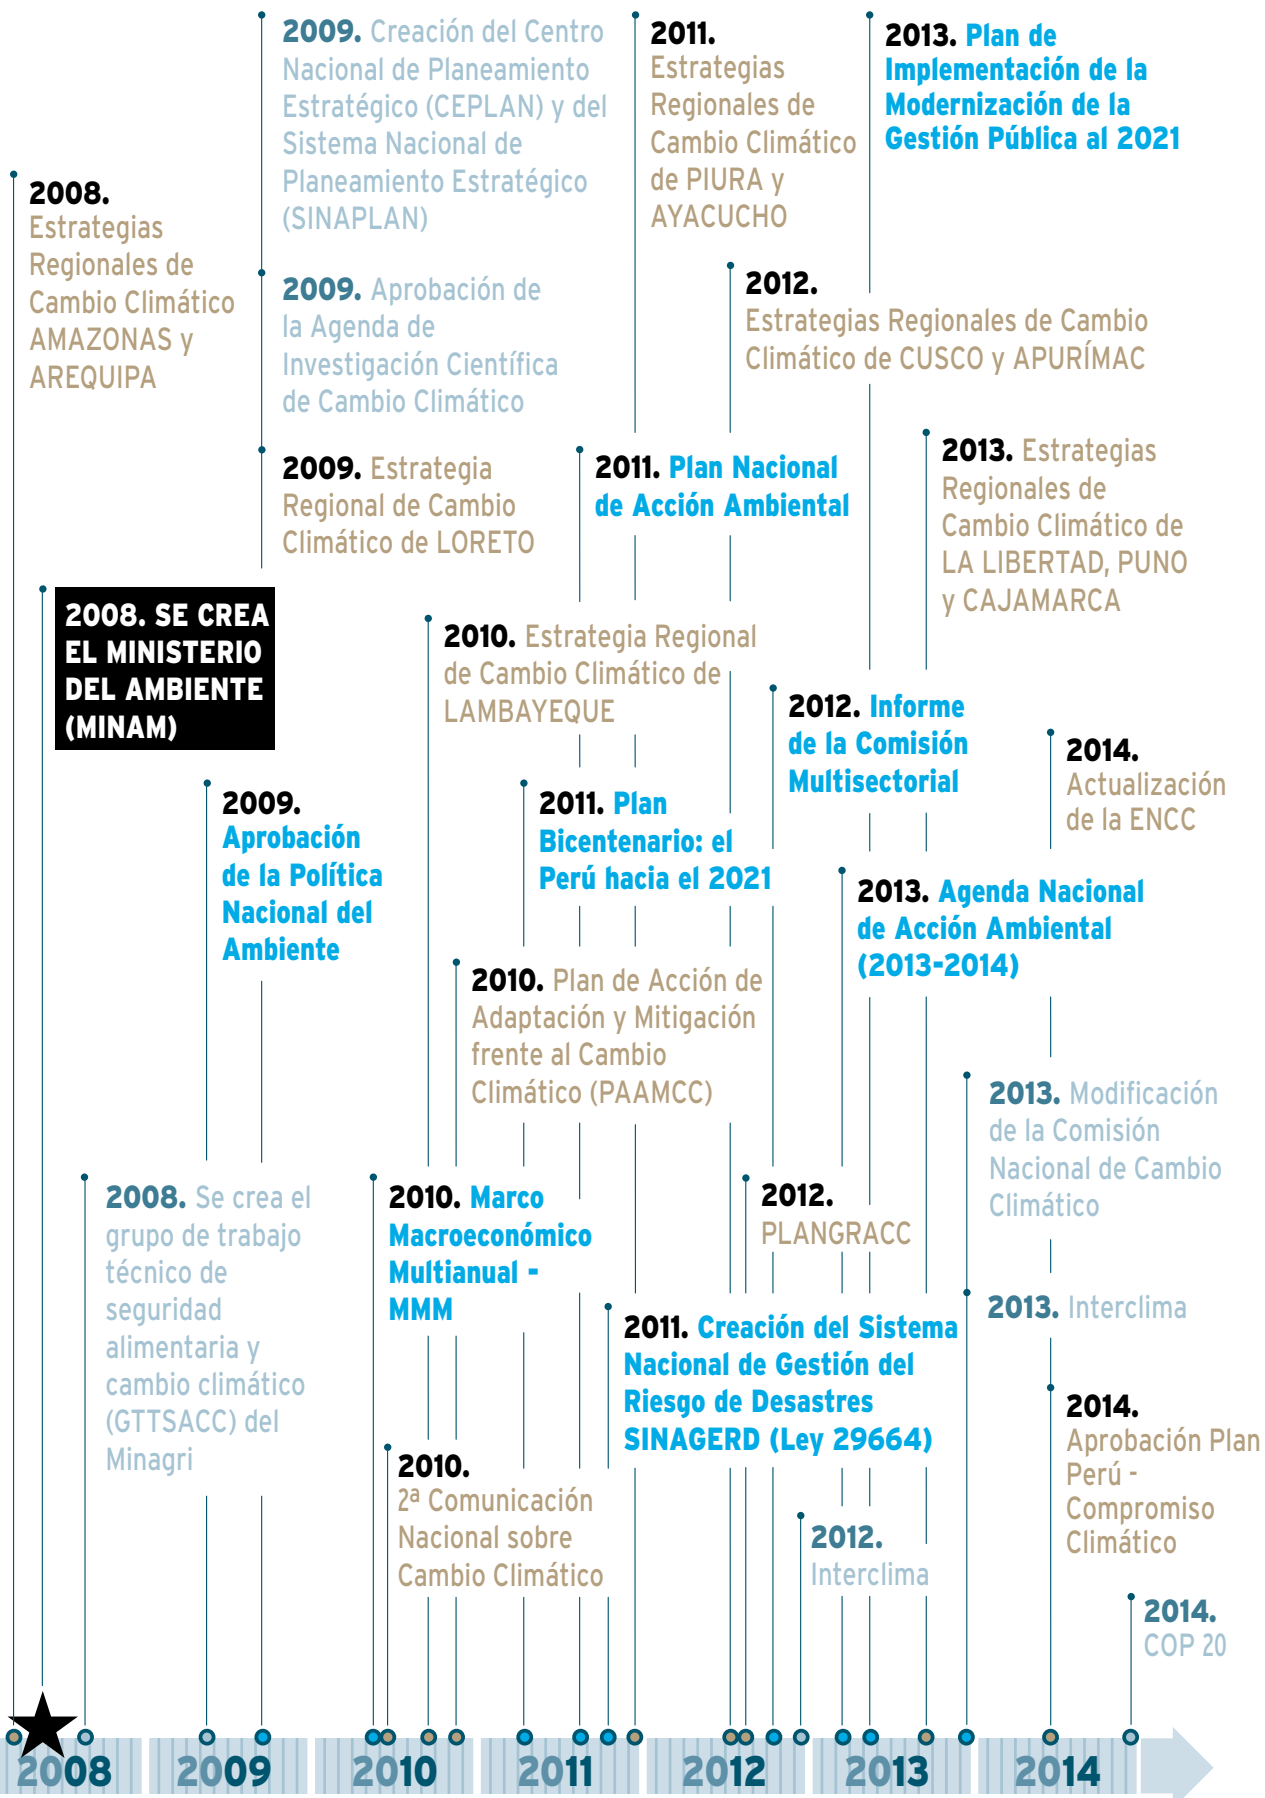 2009. Creación del Centro
Nacional de Planeamiento
Estratégico (CEPLAN) y del
Sistema Nacional de
Planeamiento Estratégico
(SINAPLAN)
2011.
Estrategias
Regionales de
Cambio Climático
de PIURA y
AYACUCHO
2013. Plan de
Implementación de la
Modernización de la
Gestión Pública al 2021
2008.
Estrategias
Regionales de
Cambio Climático
AMAZONAS y
AREQUIPA
2009. Aprobación de
la Agenda de
Investigación Científica
de Cambio Climático
2012.
Estrategias Regionales de Cambio
Climático de CUSCO y APURÍMAC
2009. Estrategia
Regional de Cambio
Climático de LORETO
2011. Plan Nacional
de Acción Ambiental
2013. Estrategias
Regionales de
Cambio Climático de
LA LIBERTAD, PUNO
y CAJAMARCA
2008. SE CREA
EL MINISTERIO
DEL AMBIENTE
(MINAM)
2010. Estrategia Regional
de Cambio Climático de
LAMBAYEQUE
2012. Informe
de la Comisión
Multisectorial
2014.
Actualización
de la ENCC
2009.
Aprobación
de la Política
Nacional del
Ambiente
2011. Plan
Bicentenario: el
Perú hacia el 2021
2013. Agenda Nacional
de Acción Ambiental
(2013-2014)
2010. Plan de Acción de
Adaptación y Mitigación
frente al Cambio
Climático (PAAMCC)
2013. Modificación
de la Comisión
Nacional de Cambio
Climático
2008. Se crea el
grupo de trabajo
técnico de
seguridad
alimentaria y
cambio climático
(GTTSACC) del
Minagri
2010. Marco
Macroeconómico
Multianual -
MMM
2012.
PLANGRACC
2013. Interclima
2011. Creación del Sistema
Nacional de Gestión del
Riesgo de Desastres
SINAGERD (Ley 29664)
2014.
Aprobación Plan
Perú -
Compromiso
Climático
2010.
2ª Comunicación
Nacional sobre
Cambio Climático
2012.
Interclima
2014.
COP 20
2008 2009 2010 2011 2012 2013 2014